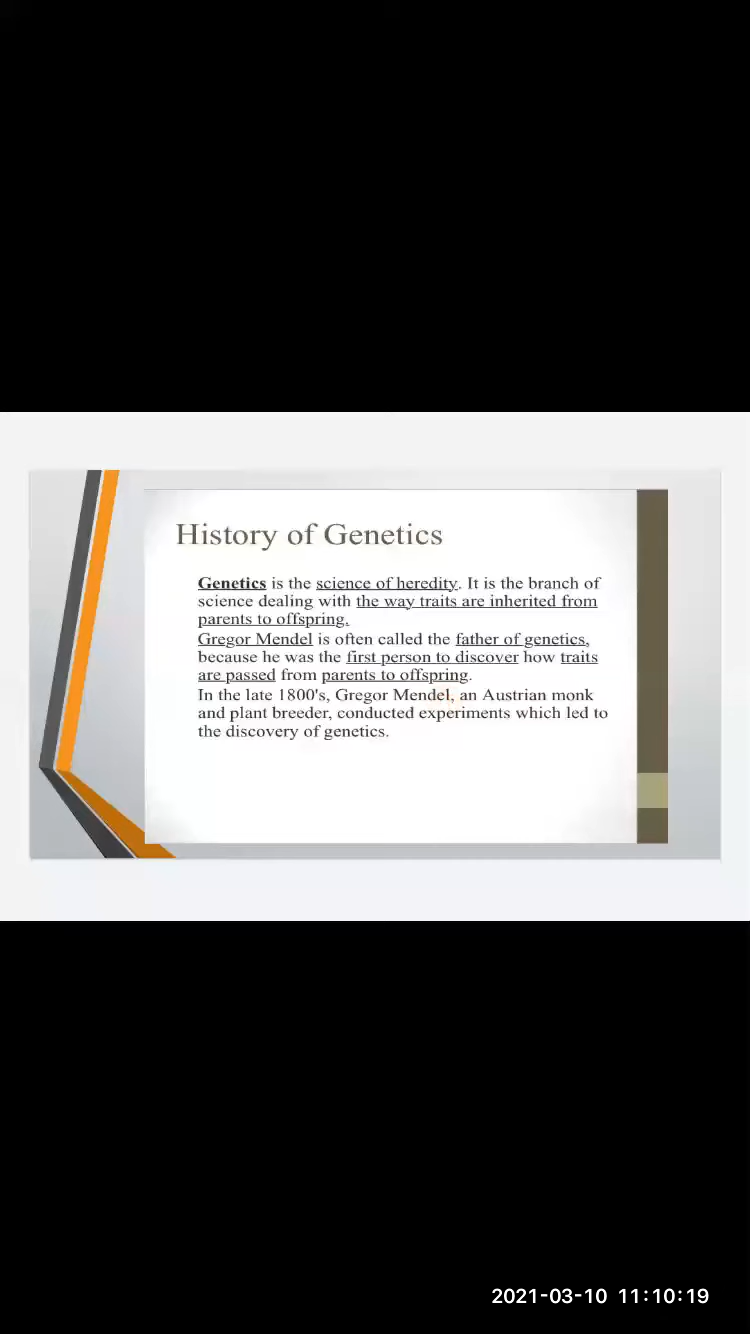 History of Genetics
Genetics is the science of heredity. It is the branch of
science dealing with the way traits are inherited from
parents to offspring.
Gregor Mendel is often called the father of genetics,
because he was the first person to discover how traits
are passed from parents to offspring.
In the late 1800's, Gregor Mendel, an Austrian monk
and plant breeder, conducted experiments which led to
the discovery of genetics.
2021-03-10 11:10:19